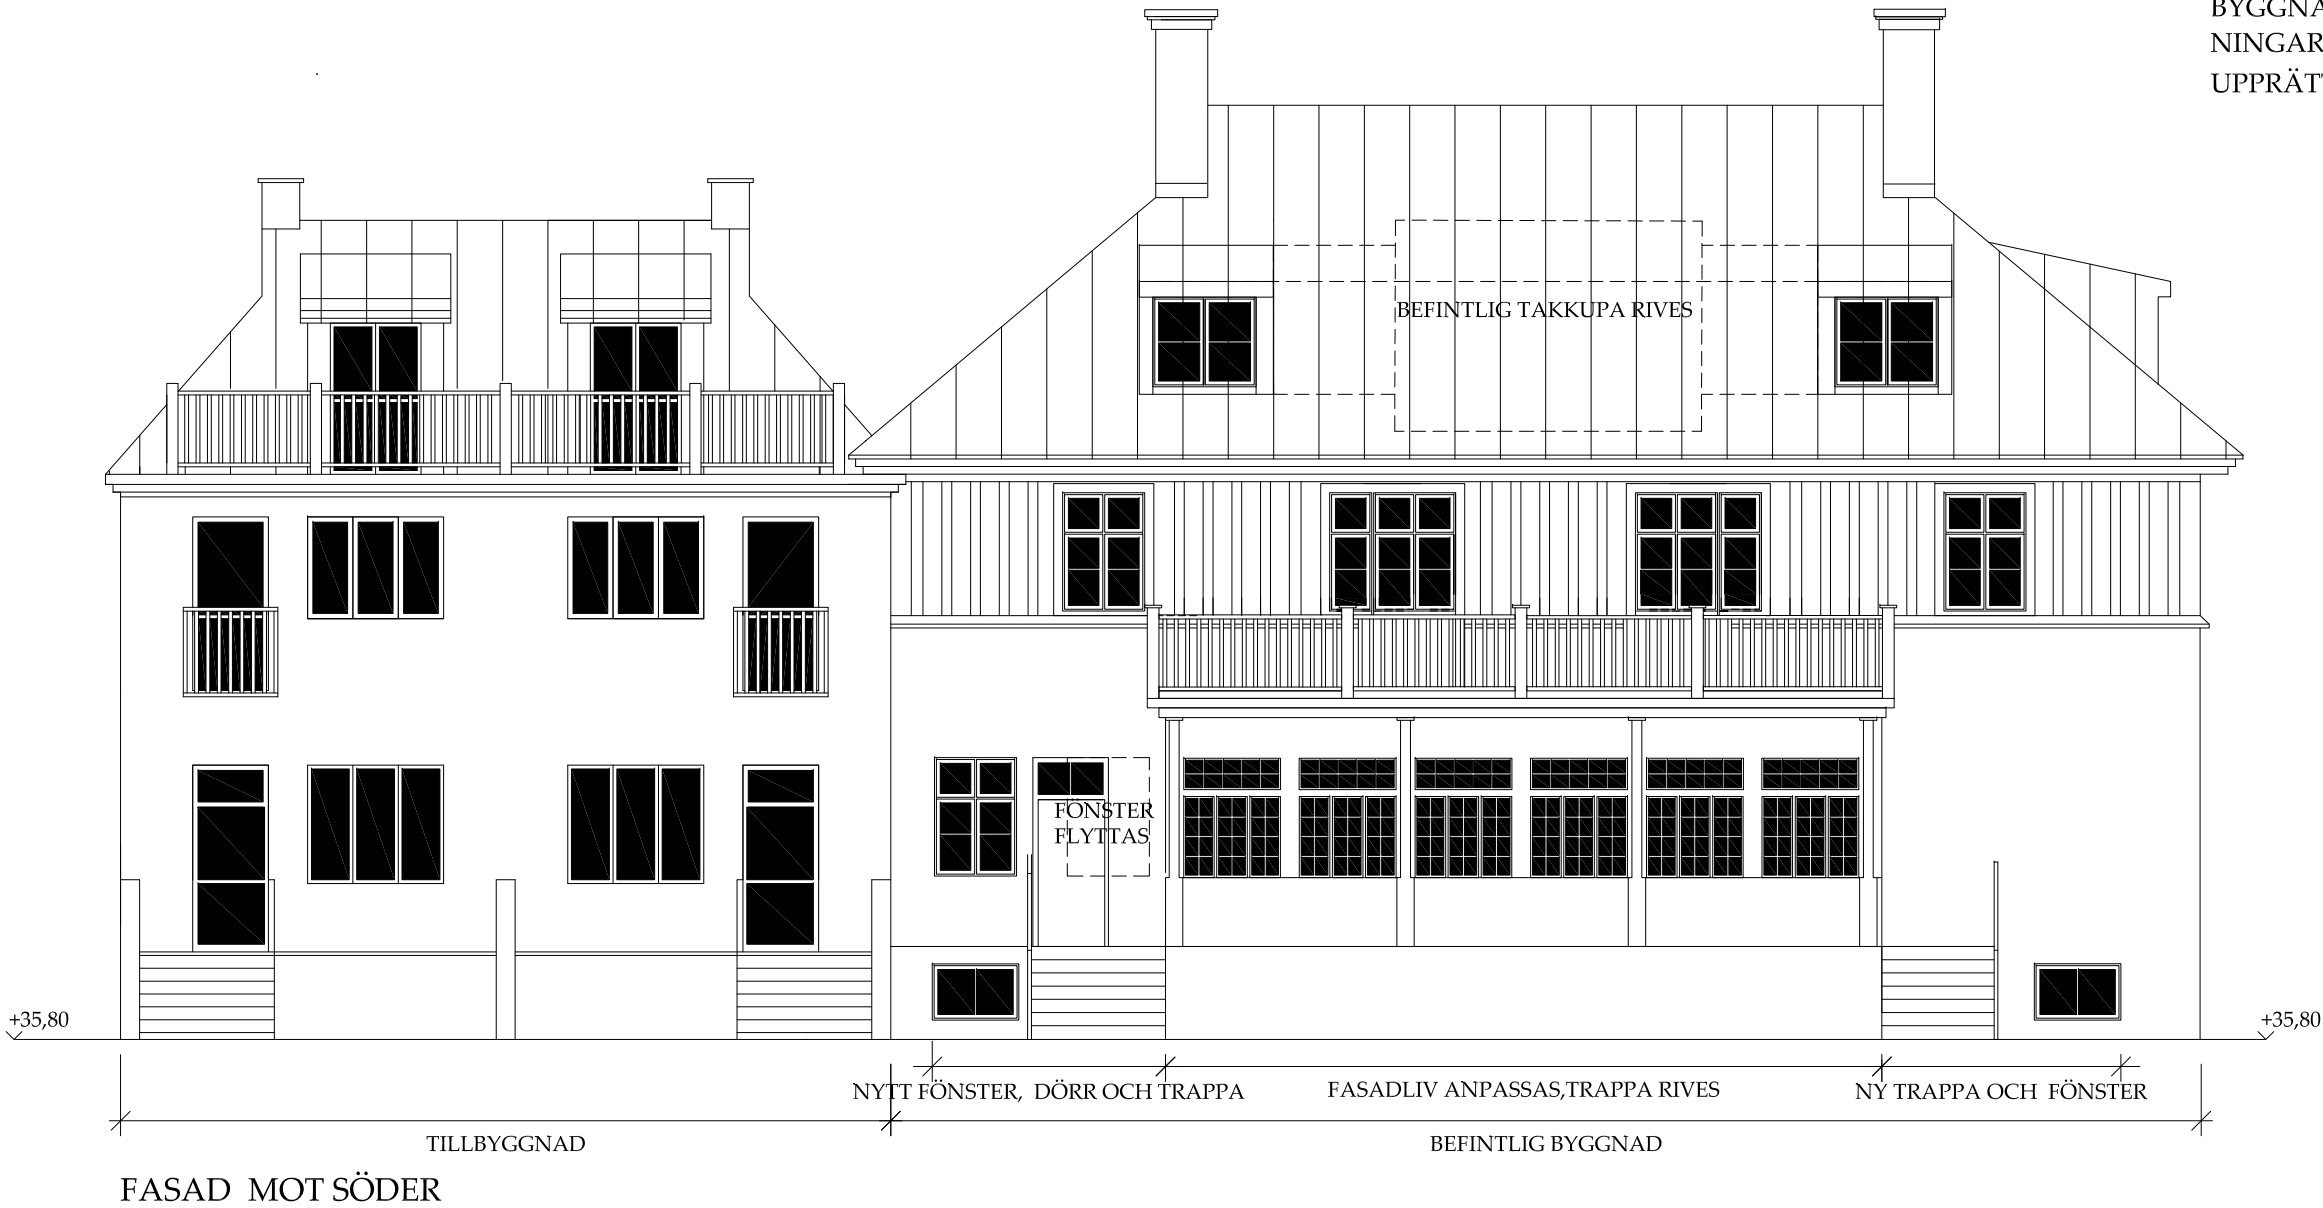 BYGGNA
NINGAR
UPPRÄT
BEFINTLIG TAKKUPA RIVES
FÖNSTER
FLYTTAS
+35,80
+35,80
NYTT FÖNSTER, DÖRR OCH TRAPPA
FASADLIV ANPASSAS,TRAPPA RIVES
NY TRAPPA OCH FÖNSTER
TILLBYGGNAD
BEFINTLIG BYGGNAD
FASAD MOT SÖDER